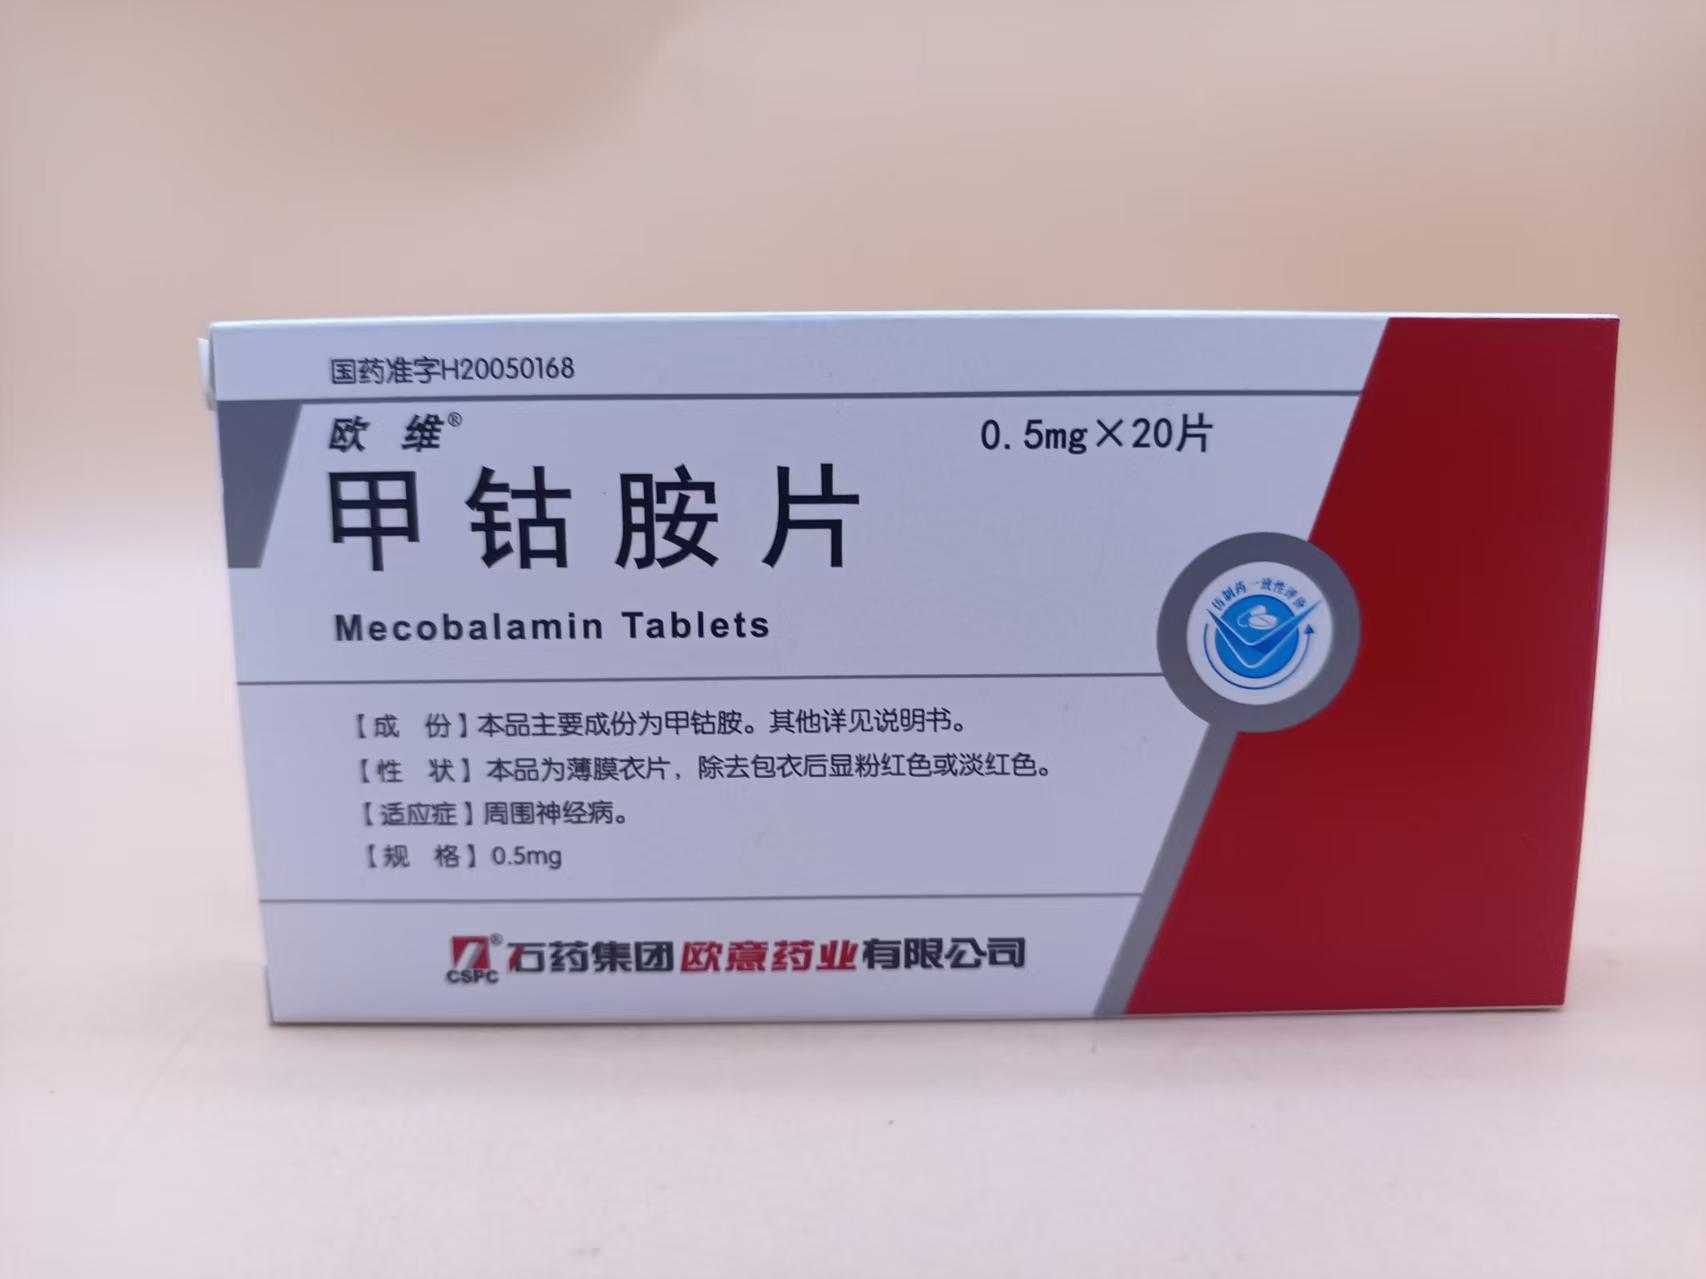 国药准字H20050168
欧维®
0.5mg×20片
甲钴胺片
Mecobalamin Tablets
仿制药一致性评价
【成 份】本品主要成份为甲钴胺。其他详见说明书。
【性 状】本品为薄膜衣片，除去包衣后显粉红色或淡红色。
【适应症】周围神经病。
【规 格】0.5mg
CSPC® 石药集团欧意药业有限公司